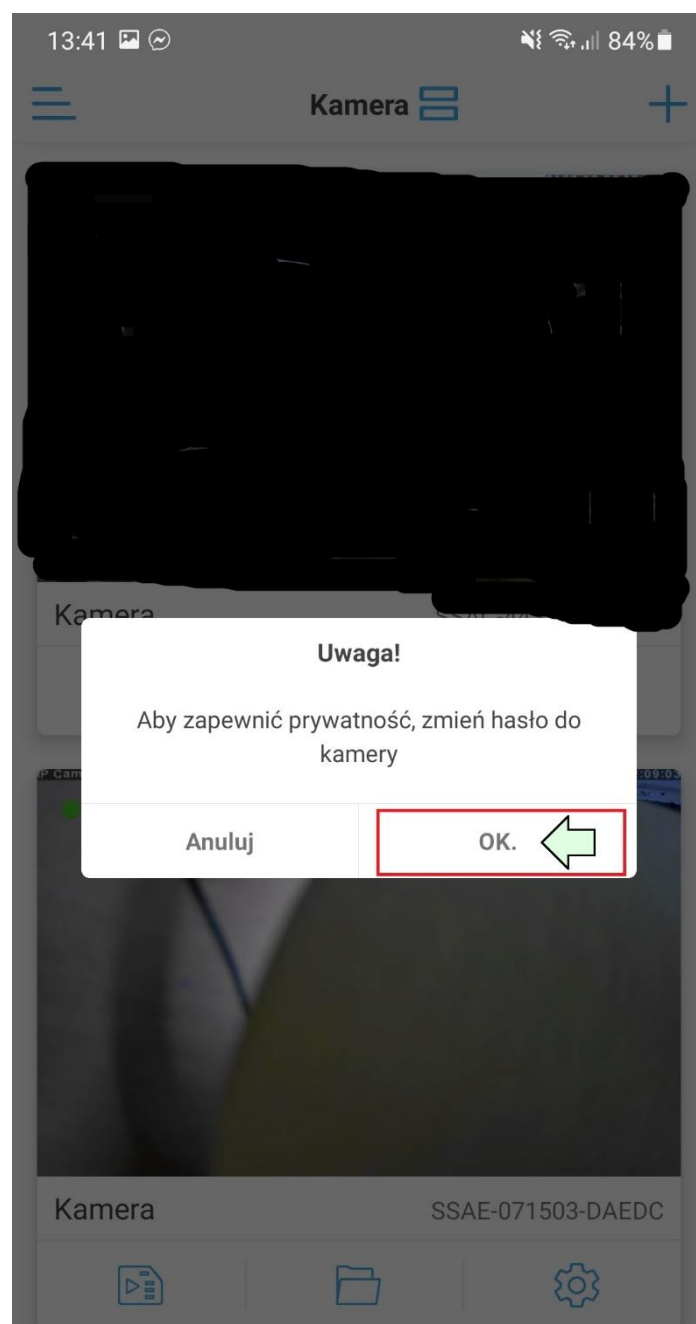 13:41 84%
Kamera
Kamera
Uwaga!
Aby zapewnić prywatność, zmień hasło do
kamery
Anuluj OK.
Kamera SSAE-071503-DAEDC